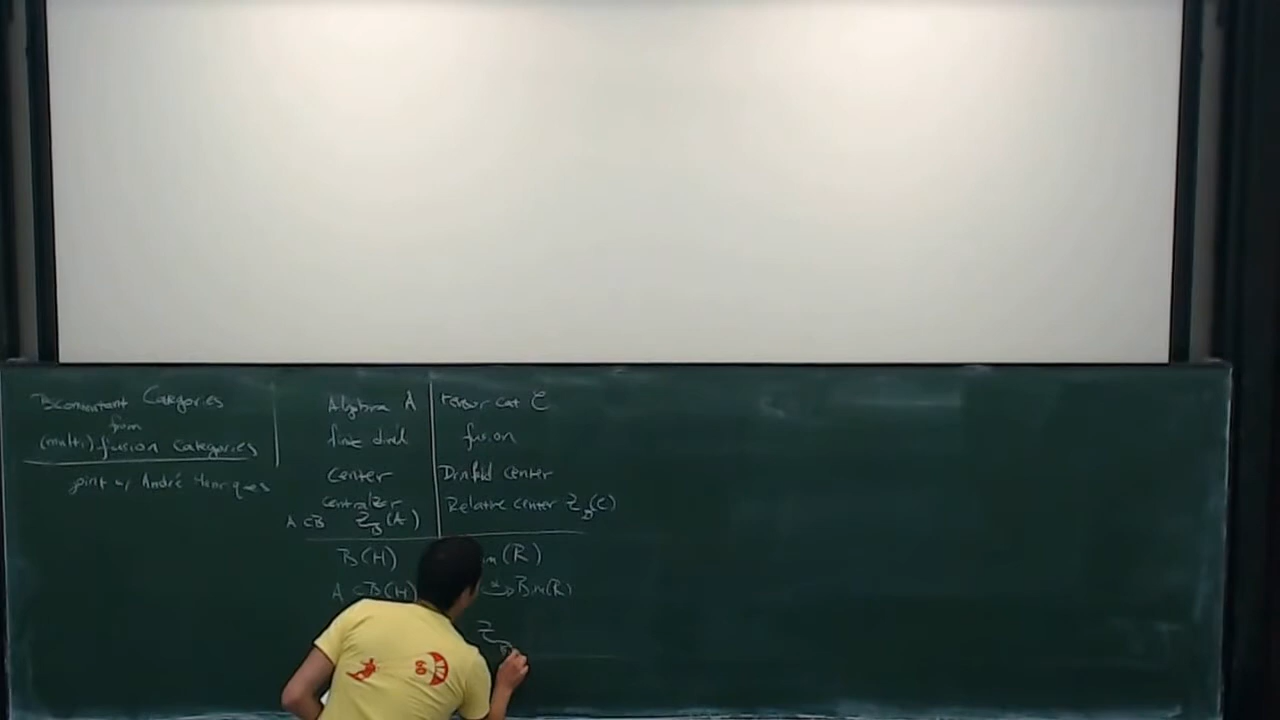 Bicommutant Categories
from
(multi) fusion Categories
joint w/ André Henriques
Algebra A
finite dim'l
Center
Centralizer
A ⊂ B Z_B(A)
B(H)
A ⊂ B(H)
tensor cat C
fusion
Drinfeld Center
Relative center Z_D(C)
(R)
Bim(R)
Z